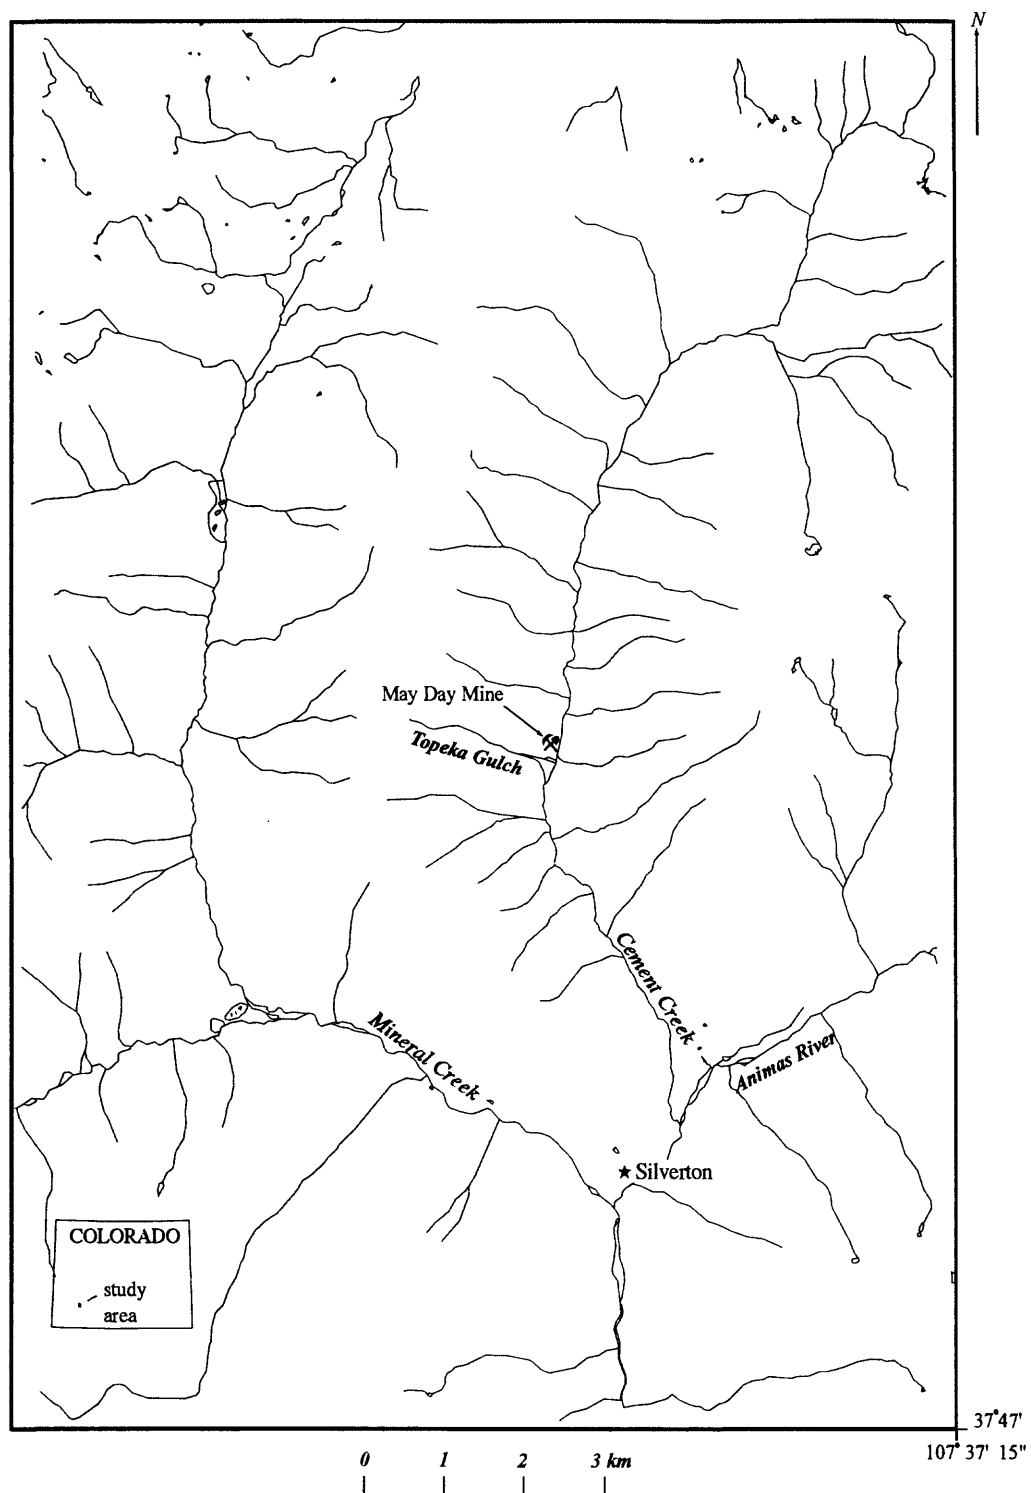 N
May Day Mine
Topeka Gulch
Cement Creek
Mineral Creek
Animas River
Silverton
COLORADO
study
area
37°47'
107° 37' 15"
0 1 2 3 km